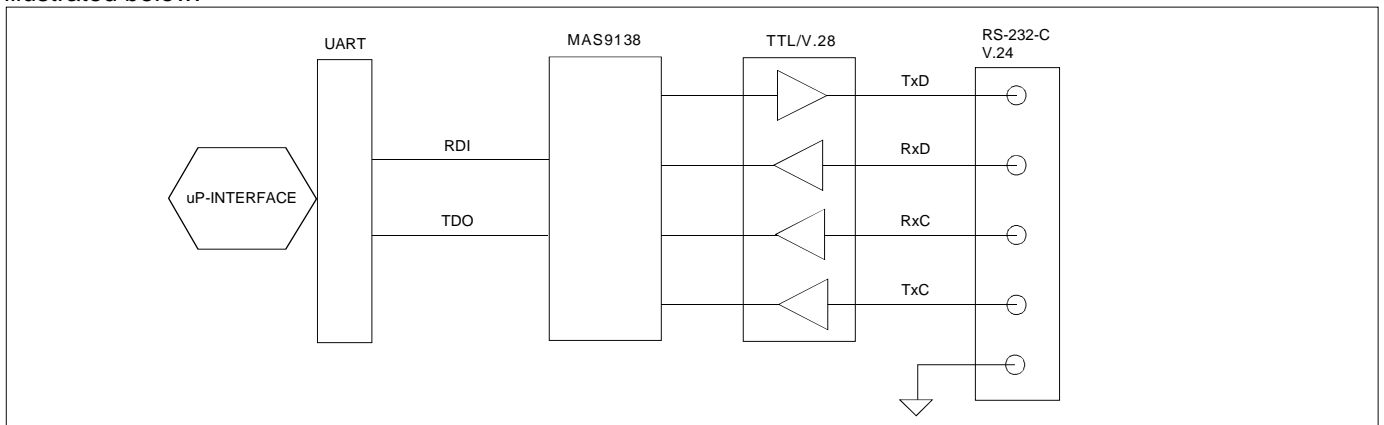 illustrated below:
UART
MAS9138
TTL/V.28
RS-232-C
V.24
TxD
RDI
RxD
uP-INTERFACE
TDO
RxC
TxC